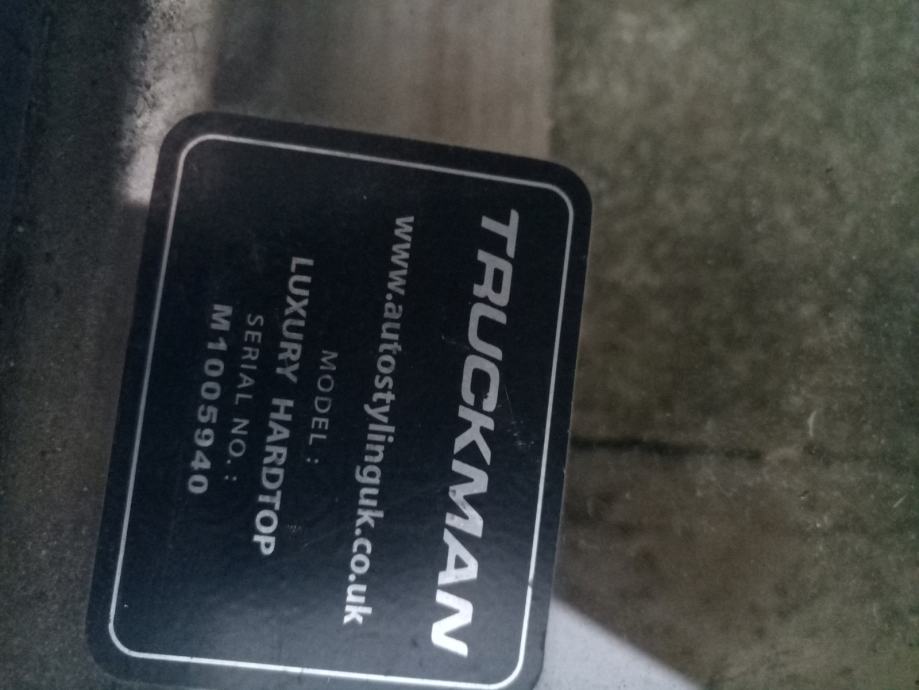 TRUCKMAN
www.autostylinguk.co.uk
MODEL :
LUXURY HARDTOP
SERIAL NO. :
M1005940